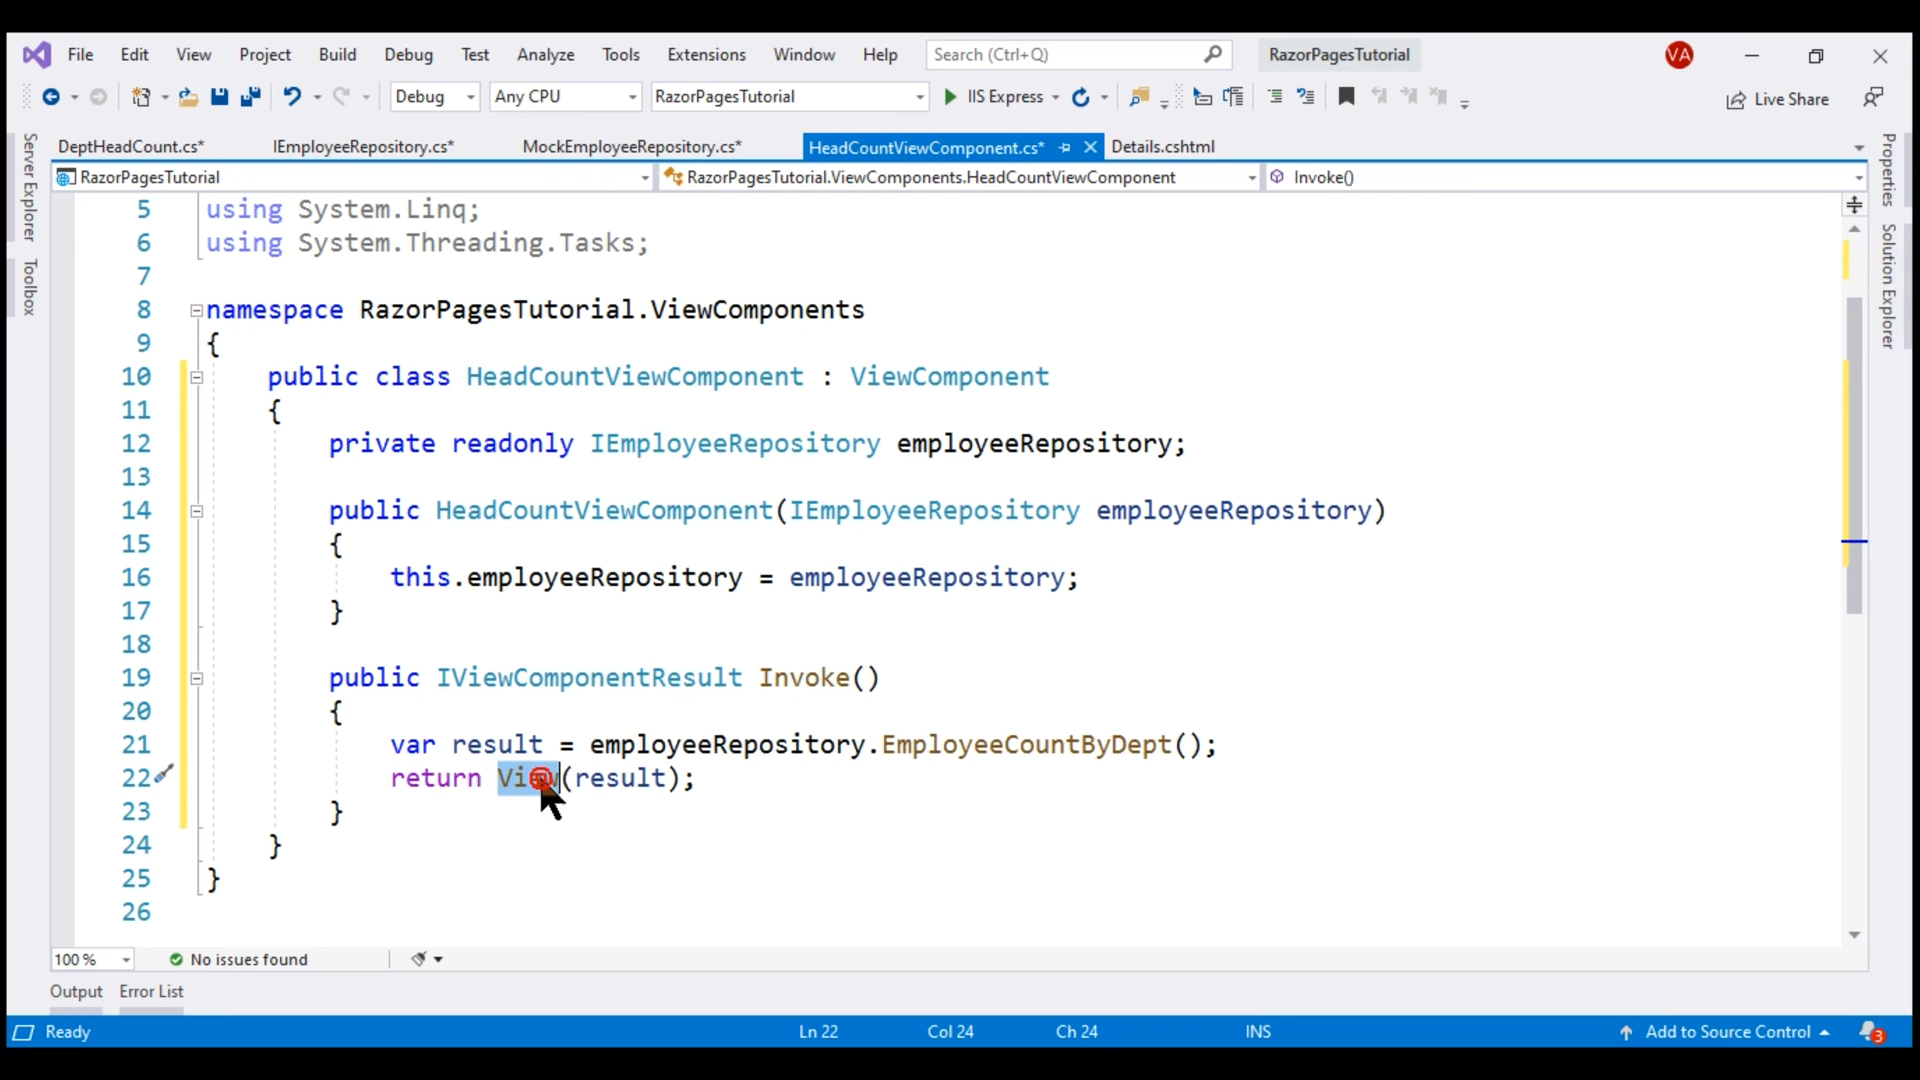 File Edit View Project Build Debug Test Analyze Tools Extensions Window Help Search (Ctrl+Q) RazorPagesTutorial VA
Debug Any CPU RazorPagesTutorial IIS Express Live Share
DeptHeadCount.cs* IEmployeeRepository.cs* MockEmployeeRepository.cs* HeadCountViewComponent.cs* Details.cshtml
RazorPagesTutorial RazorPagesTutorial.ViewComponents.HeadCountViewComponent Invoke()
Server Explorer
Toolbox
Properties
Solution Explorer
5 using System.Linq;
6 using System.Threading.Tasks;
7
8 namespace RazorPagesTutorial.ViewComponents
9 {
10 public class HeadCountViewComponent : ViewComponent
11 {
12 private readonly IEmployeeRepository employeeRepository;
13
14 public HeadCountViewComponent(IEmployeeRepository employeeRepository)
15 {
16 this.employeeRepository = employeeRepository;
17 }
18
19 public IViewComponentResult Invoke()
20 {
21 var result = employeeRepository.EmployeeCountByDept();
22 return View(result);
23 }
24 }
25 }
26
100 % No issues found
Output Error List
Ready Ln 22 Col 24 Ch 24 INS Add to Source Control 3